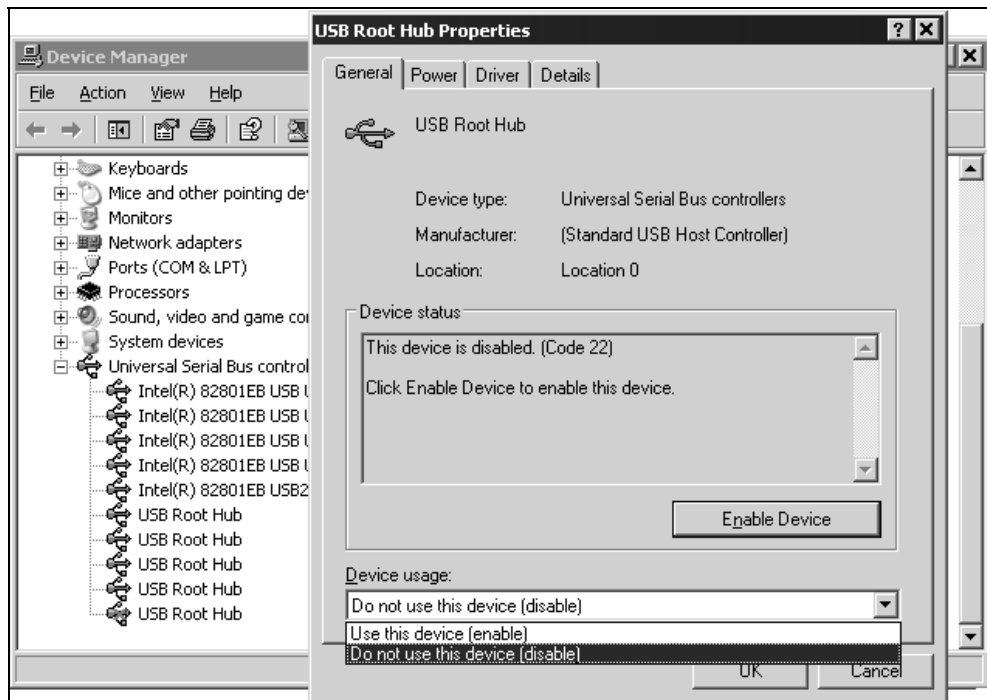 USB Root Hub Properties
Device Manager
File Action View Help
General Power Driver Details
USB Root Hub
Device type: Universal Serial Bus controllers
Manufacturer: (Standard USB Host Controller)
Location: Location 0
Device status
This device is disabled. (Code 22)
Click Enable Device to enable this device.
Enable Device
Device usage:
Do not use this device (disable)
Use this device (enable)
Do not use this device (disable)
OK Cancel
Keyboards
Mice and other pointing de
Monitors
Network adapters
Ports (COM & LPT)
Processors
Sound, video and game co
System devices
Universal Serial Bus control
Intel(R) 82801EB USB U
Intel(R) 82801EB USB U
Intel(R) 82801EB USB U
Intel(R) 82801EB USB U
Intel(R) 82801EB USB2
USB Root Hub
USB Root Hub
USB Root Hub
USB Root Hub
USB Root Hub